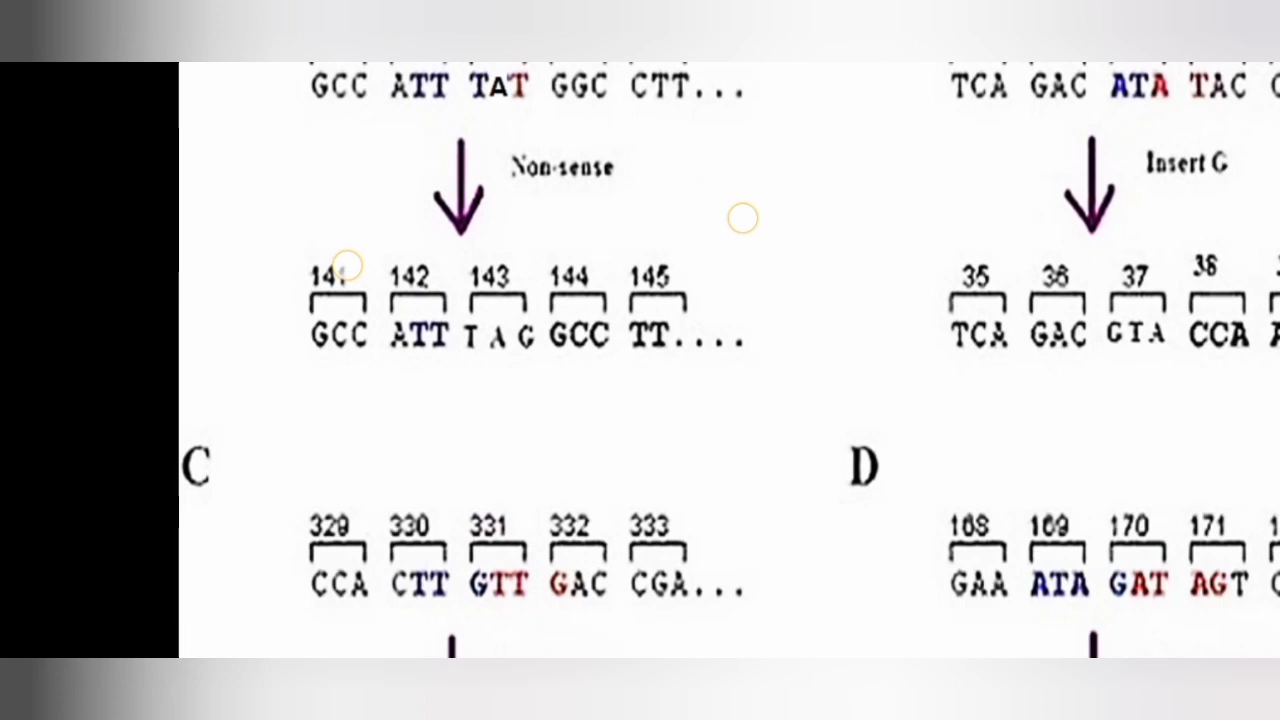 GCC ATT TAT GGC CTT...
TCA GAC ATA TAC
Non-sense
Insert G
141 142 143 144 145
35 36 37 38
GCC ATT TAG GCC TT....
TCA GAC GTA CCA
C
D
329 330 331 332 333
168 169 170 171
CCA CTT GTT GAC CGA...
GAA ATA GAT AGT